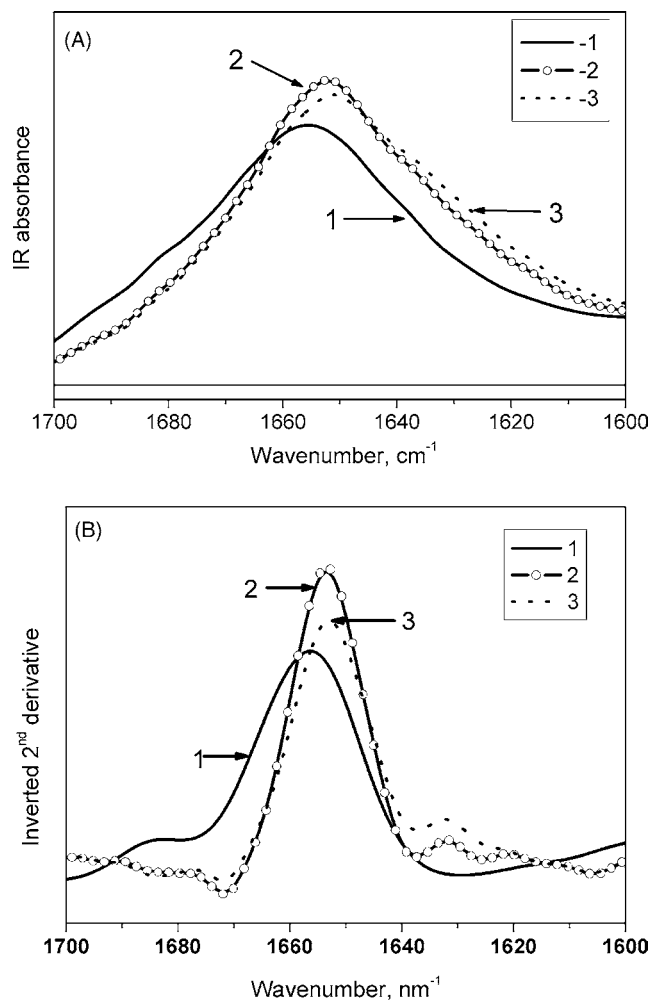 (A)
2
1
3
-1
-2
-3
IR absorbance
1700 1680 1660 1640 1620 1600
Wavenumber, cm-1
(B)
2
3
1
1
2
3
Inverted 2nd derivative
1700 1680 1660 1640 1620 1600
Wavenumber, nm-1